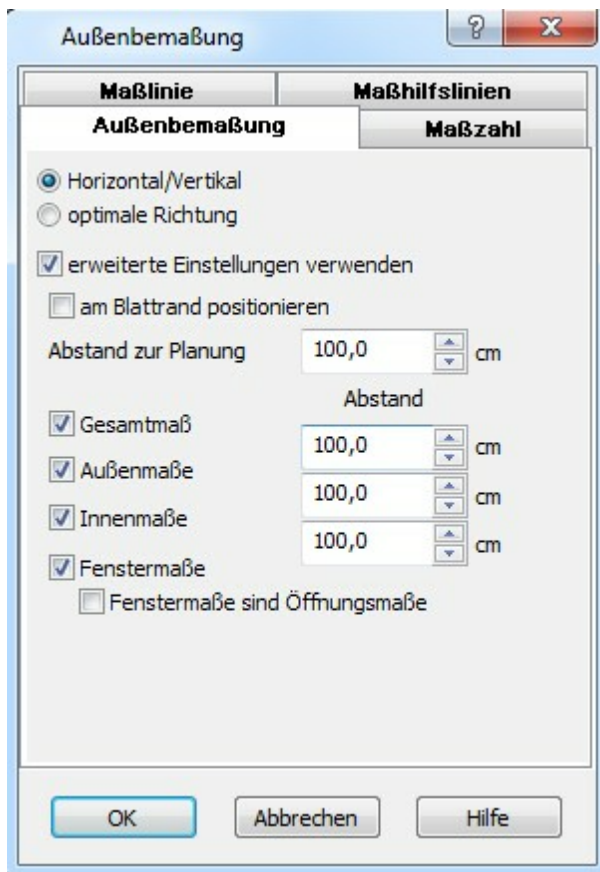 Außenbemaßung
?
X
Maßlinie Maßhilfslinien
Außenbemaßung Maßzahl
Horizontal/Vertikal
optimale Richtung
erweiterte Einstellungen verwenden
am Blattrand positionieren
Abstand zur Planung 100,0 cm
Abstand
Gesamtmaß
100,0 cm
Außenmaße
100,0 cm
Innenmaße
100,0 cm
Fenstermaße
Fenstermaße sind Öffnungsmaße
OK Abbrechen Hilfe